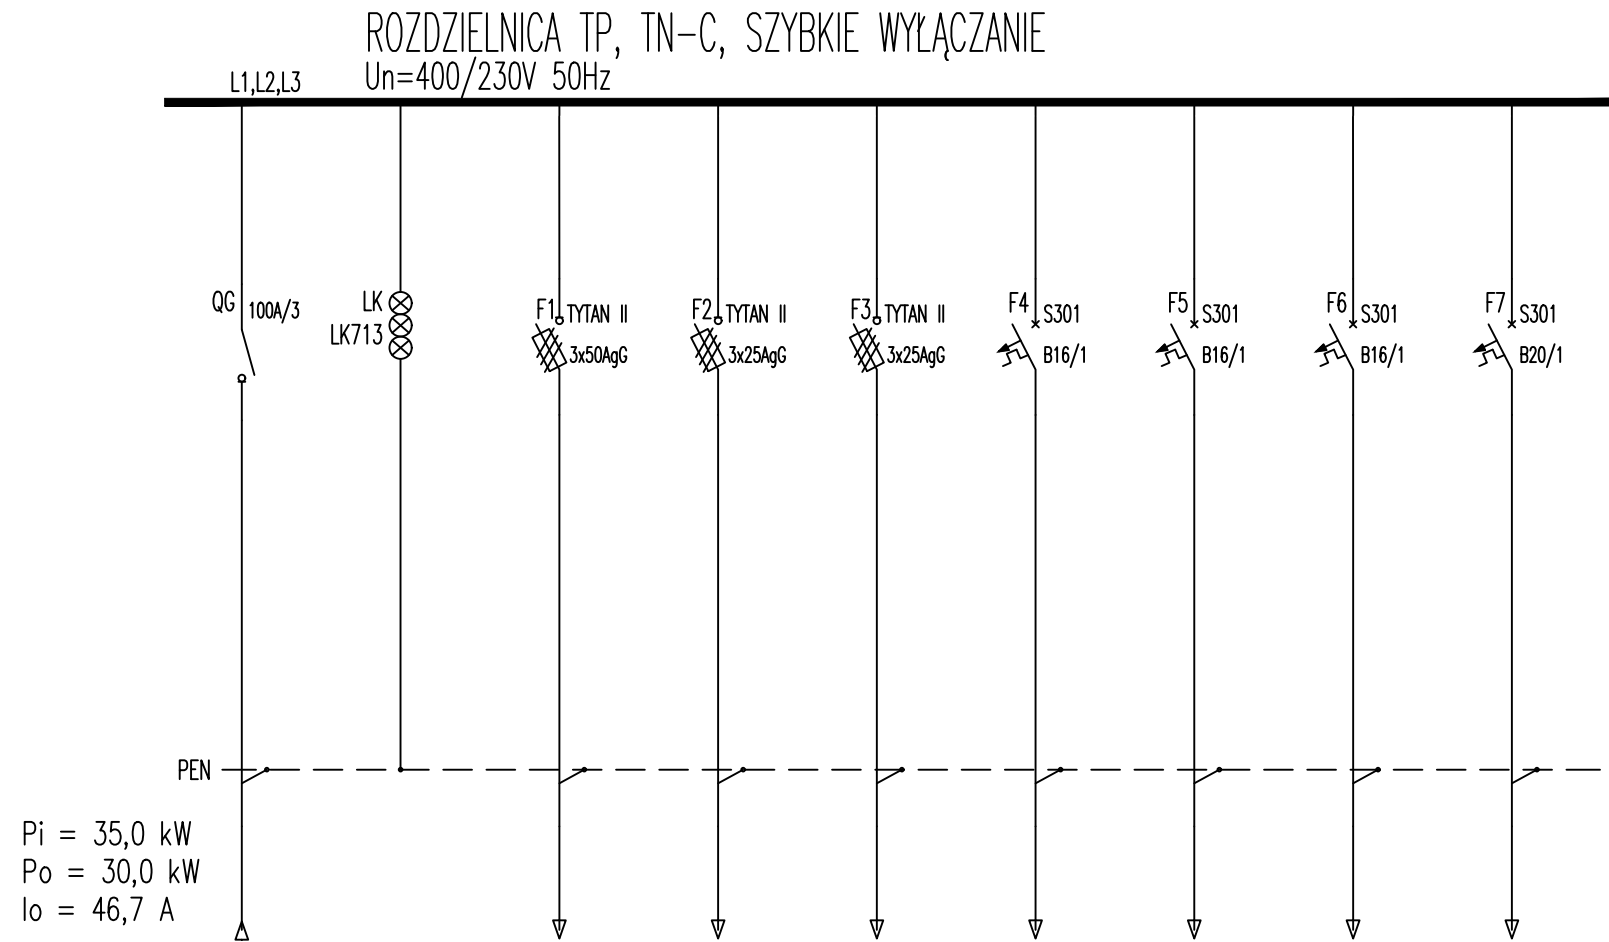 ROZDZIELNICA TP, TN-C, SZYBKIE WYŁĄCZANIE
Un=400/230V 50Hz
L1,L2,L3
QG 100A/3
LK
LK713
F1 TYTAN II
3x50AgG
F2 TYTAN II
3x25AgG
F3 TYTAN II
3x25AgG
F4 S301
B16/1
F5 S301
B16/1
F6 S301
B16/1
F7 S301
B20/1
PEN
Pi = 35,0 kW
Po = 30,0 kW
Io = 46,7 A